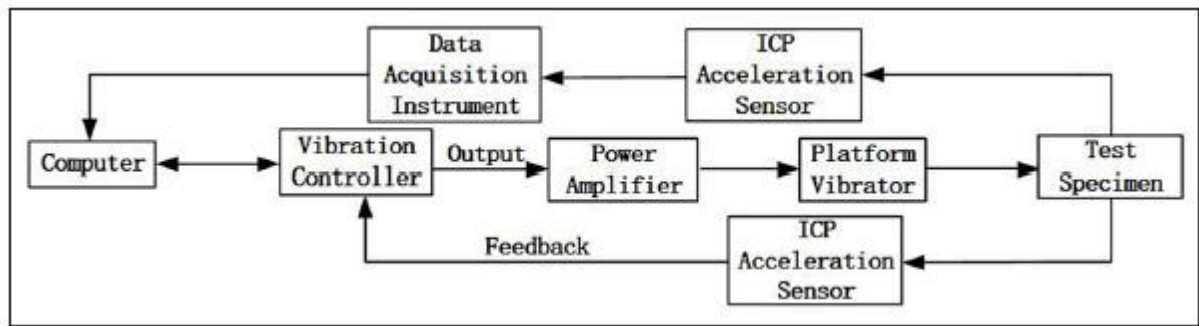 Data
Acquisition
Instrument
ICP
Acceleration
Sensor
Computer
Vibration
Controller
Output
Power
Amplifier
Platform
Vibrator
Test
Specimen
Feedback
ICP
Acceleration
Sensor